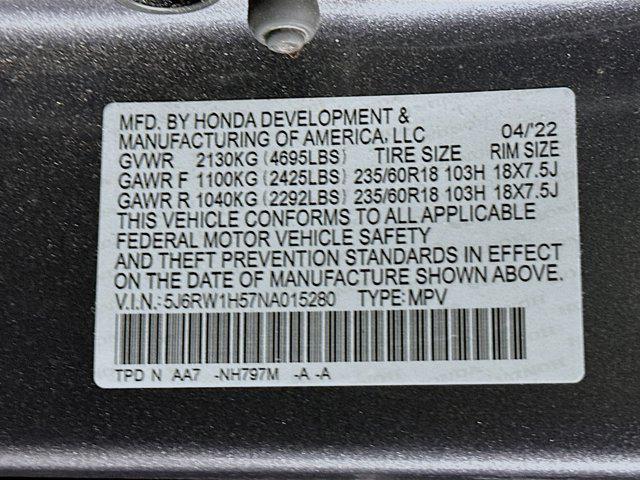 MFD. BY HONDA DEVELOPMENT &
MANUFACTURING OF AMERICA, LLC 04/'22
GVWR 2130KG (4695LBS) TIRE SIZE RIM SIZE
GAWR F 1100KG (2425LBS) 235/60R18 103H 18X7.5J
GAWR R 1040KG (2292LBS) 235/60R18 103H 18X7.5J
THIS VEHICLE CONFORMS TO ALL APPLICABLE
FEDERAL MOTOR VEHICLE SAFETY
AND THEFT PREVENTION STANDARDS IN EFFECT
ON THE DATE OF MANUFACTURE SHOWN ABOVE.
V.I.N.:5J6RW1H57NA015280 TYPE:MPV
TPD N AA7 -NH797M -A -A